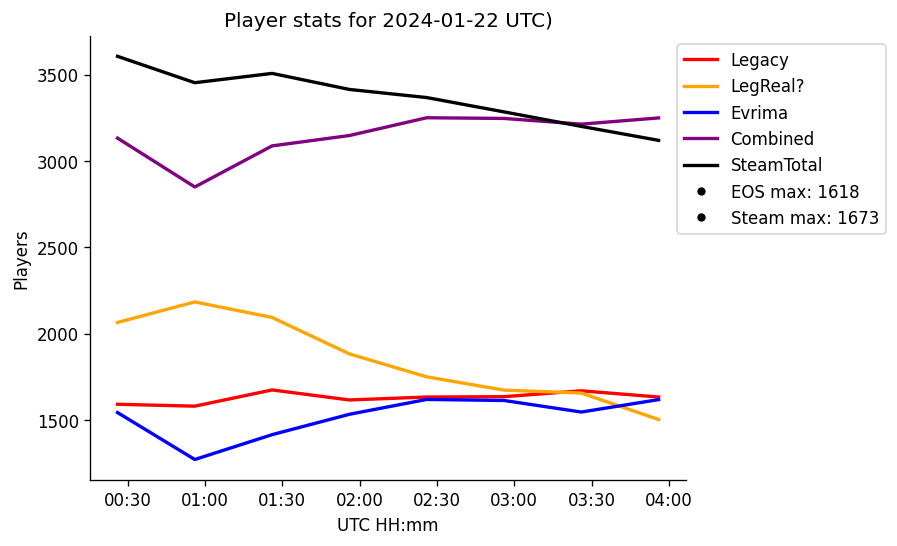 Player stats for 2024-01-22 UTC)
Legacy
LegReal?
Evrima
Combined
SteamTotal
EOS max: 1618
Steam max: 1673
Players
3500
3000
2500
2000
1500
00:30 01:00 01:30 02:00 02:30 03:00 03:30 04:00
UTC HH:mm